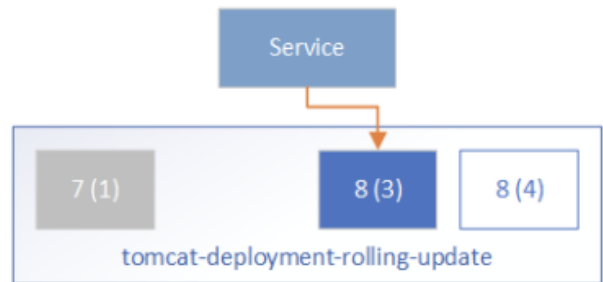 Service
7 (1)
8 (3)
8 (4)
tomcat-deployment-rolling-update